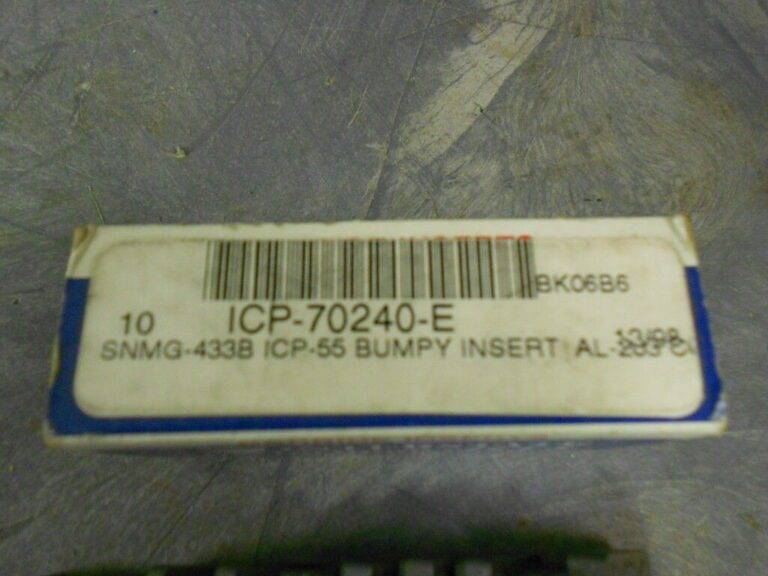 BK06B6
10 ICP-70240-E
SNMG-433B ICP-55 BUMPY INSERT